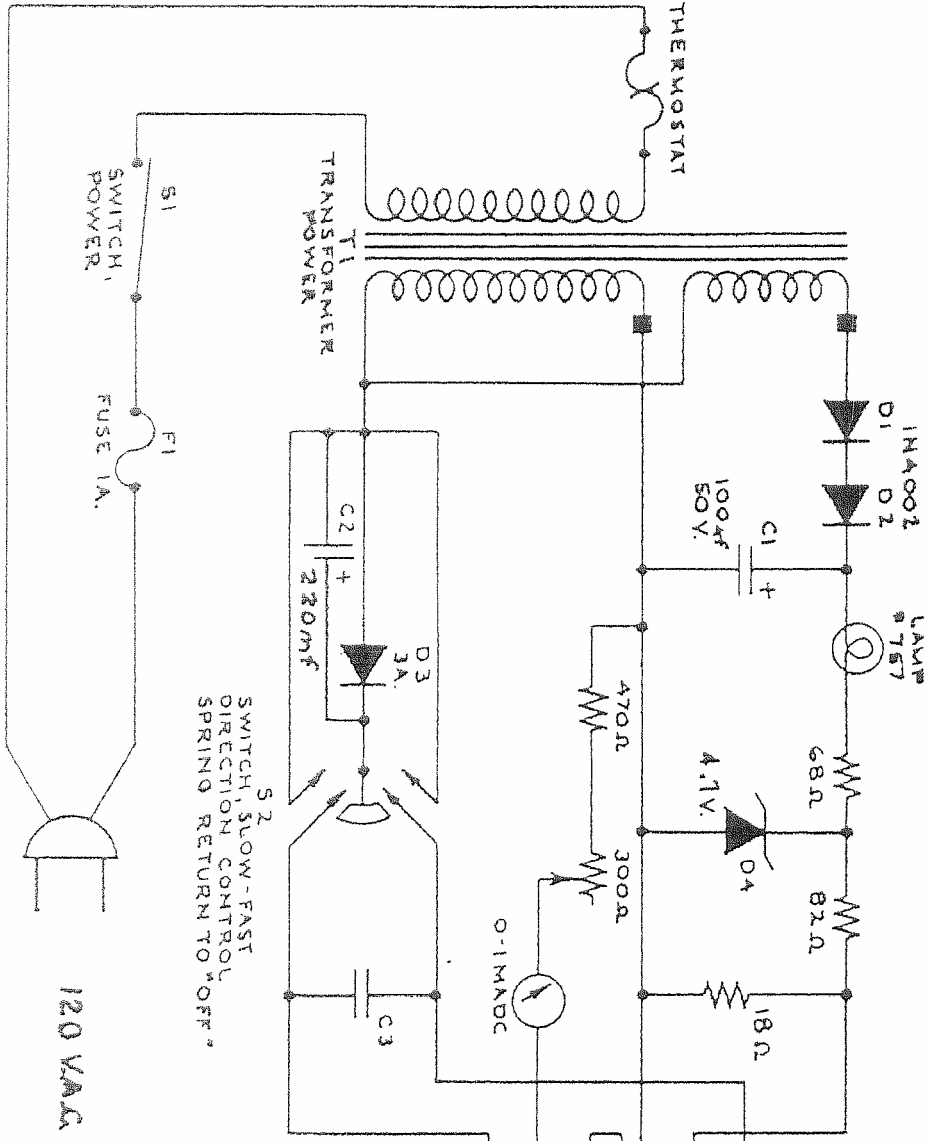 THERMOSTAT
S1
SWITCH,
POWER
F1
FUSE 1A.
T1
TRANSFORMER
POWER
1N4002
D1
D2
C1
100uf
50V.
LAMP
#757
68Ω
82Ω
4.7V.
D4
18Ω
470Ω
300Ω
C2
220mf
D3
3A.
S2
SWITCH, SLOW-FAST
DIRECTION CONTROL
SPRING RETURN TO "OFF"
C3
0-1MADC
120 VAC